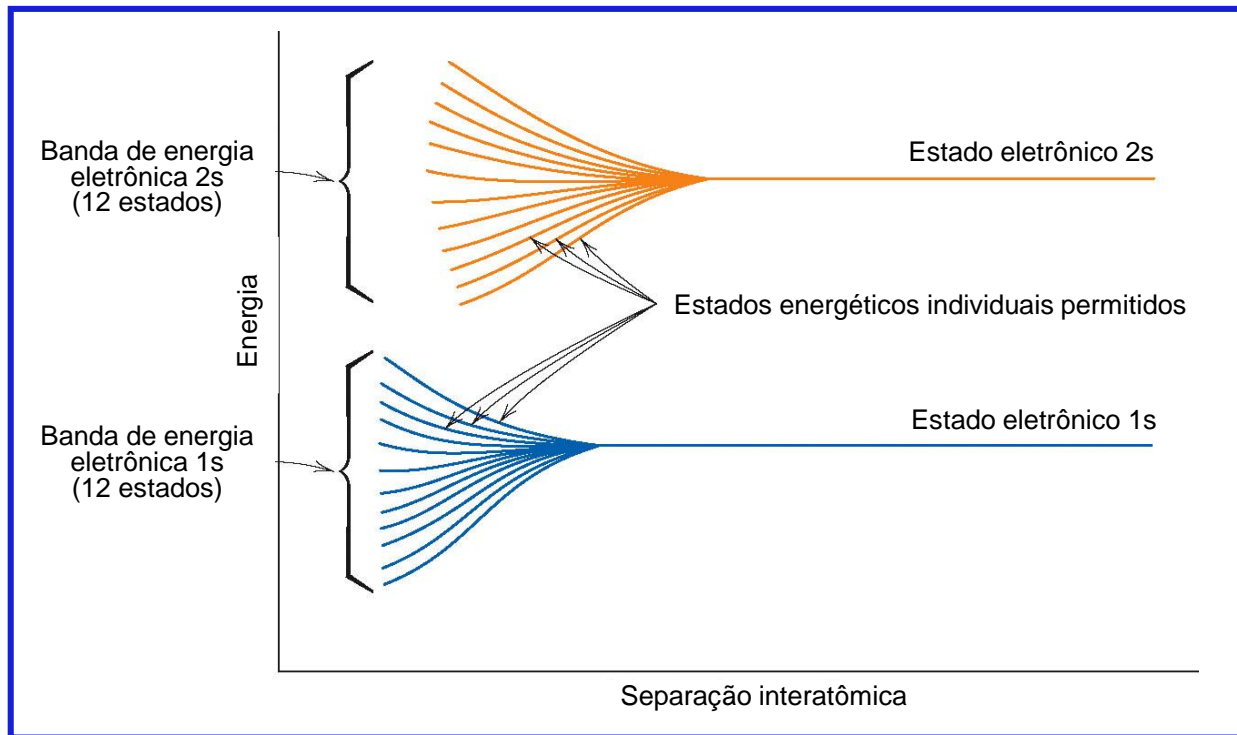 Banda de energia
eletrônica 2s
(12 estados)
Estado eletrônico 2s
Energia
Estados energéticos individuais permitidos
Banda de energia
eletrônica 1s
(12 estados)
Estado eletrônico 1s
Separação interatômica